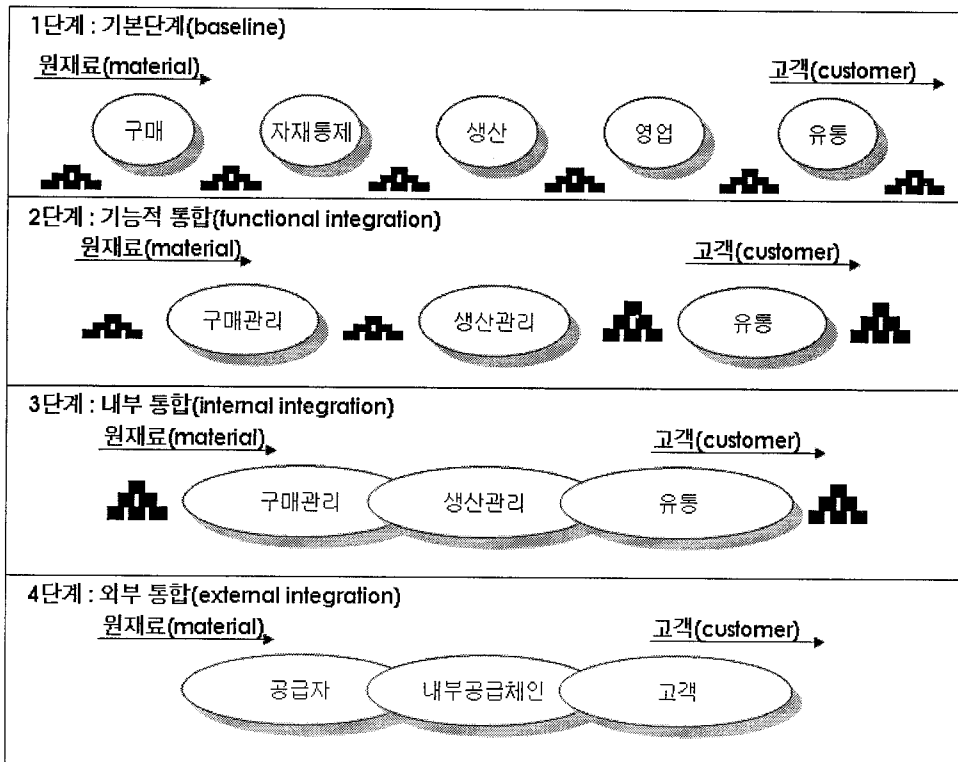 1단계 : 기본단계(baseline)
원재료(material) 고객(customer)
구매 자재통제 생산 영업 유통
2단계 : 기능적 통합(functional integration)
원재료(material) 고객(customer)
구매관리 생산관리 유통
3단계 : 내부 통합(internal integration)
원재료(material) 고객(customer)
구매관리 생산관리 유통
4단계 : 외부 통합(external integration)
원재료(material) 고객(customer)
공급자 내부공급체인 고객